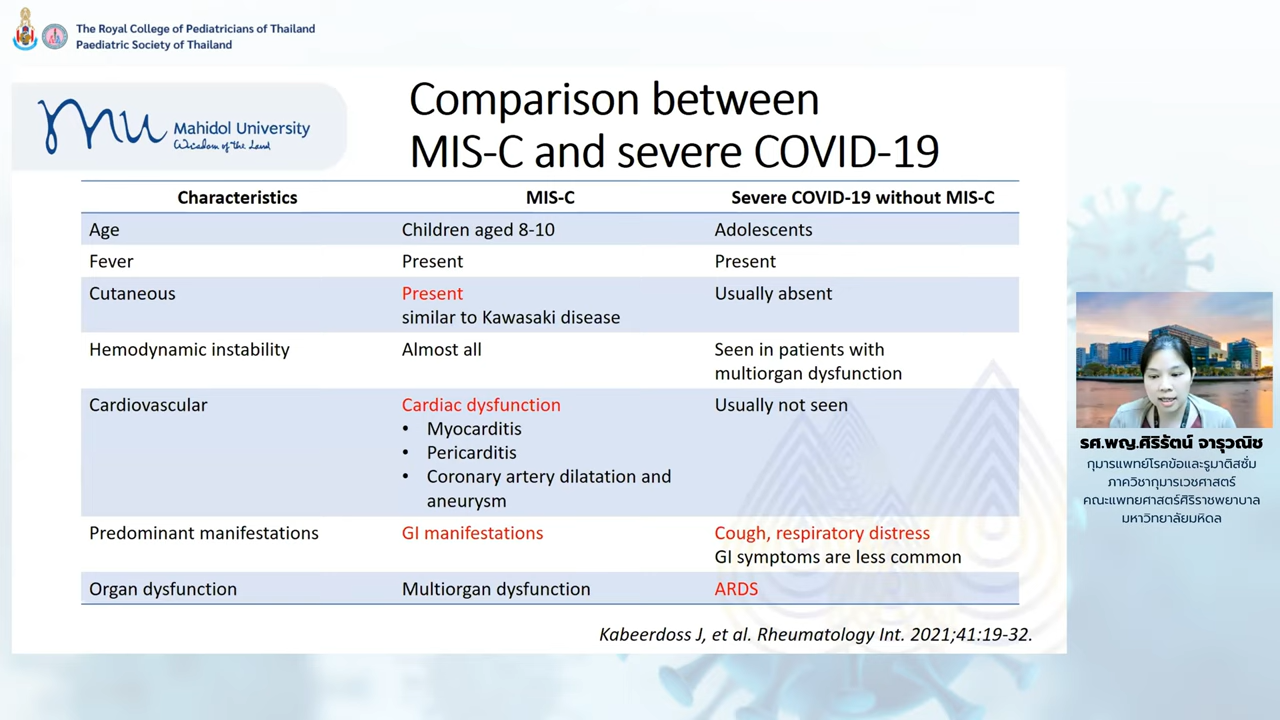 The Royal College of Pediatricians of Thailand
Paediatric Society of Thailand
Mahidol University
Wisdom of the Land
Comparison between
MIS-C and severe COVID-19
Characteristics MIS-C Severe COVID-19 without MIS-C
Age Children aged 8-10 Adolescents
Fever Present Present
Cutaneous Present Usually absent
similar to Kawasaki disease
Hemodynamic instability Almost all Seen in patients with
multiorgan dysfunction
Cardiovascular Cardiac dysfunction Usually not seen
• Myocarditis
• Pericarditis
• Coronary artery dilatation and
aneurysm
Predominant manifestations GI manifestations Cough, respiratory distress
GI symptoms are less common
Organ dysfunction Multiorgan dysfunction ARDS
Kabeerdoss J, et al. Rheumatology Int. 2021;41:19-32.
รศ.พญ.ศิริรัตน์ จารุวณิช
กุมารแพทย์โรคข้อและรูมาติสซั่ม
ภาควิชากุมารเวชศาสตร์
คณะแพทยศาสตร์ศิริราชพยาบาล
มหาวิทยาลัยมหิดล